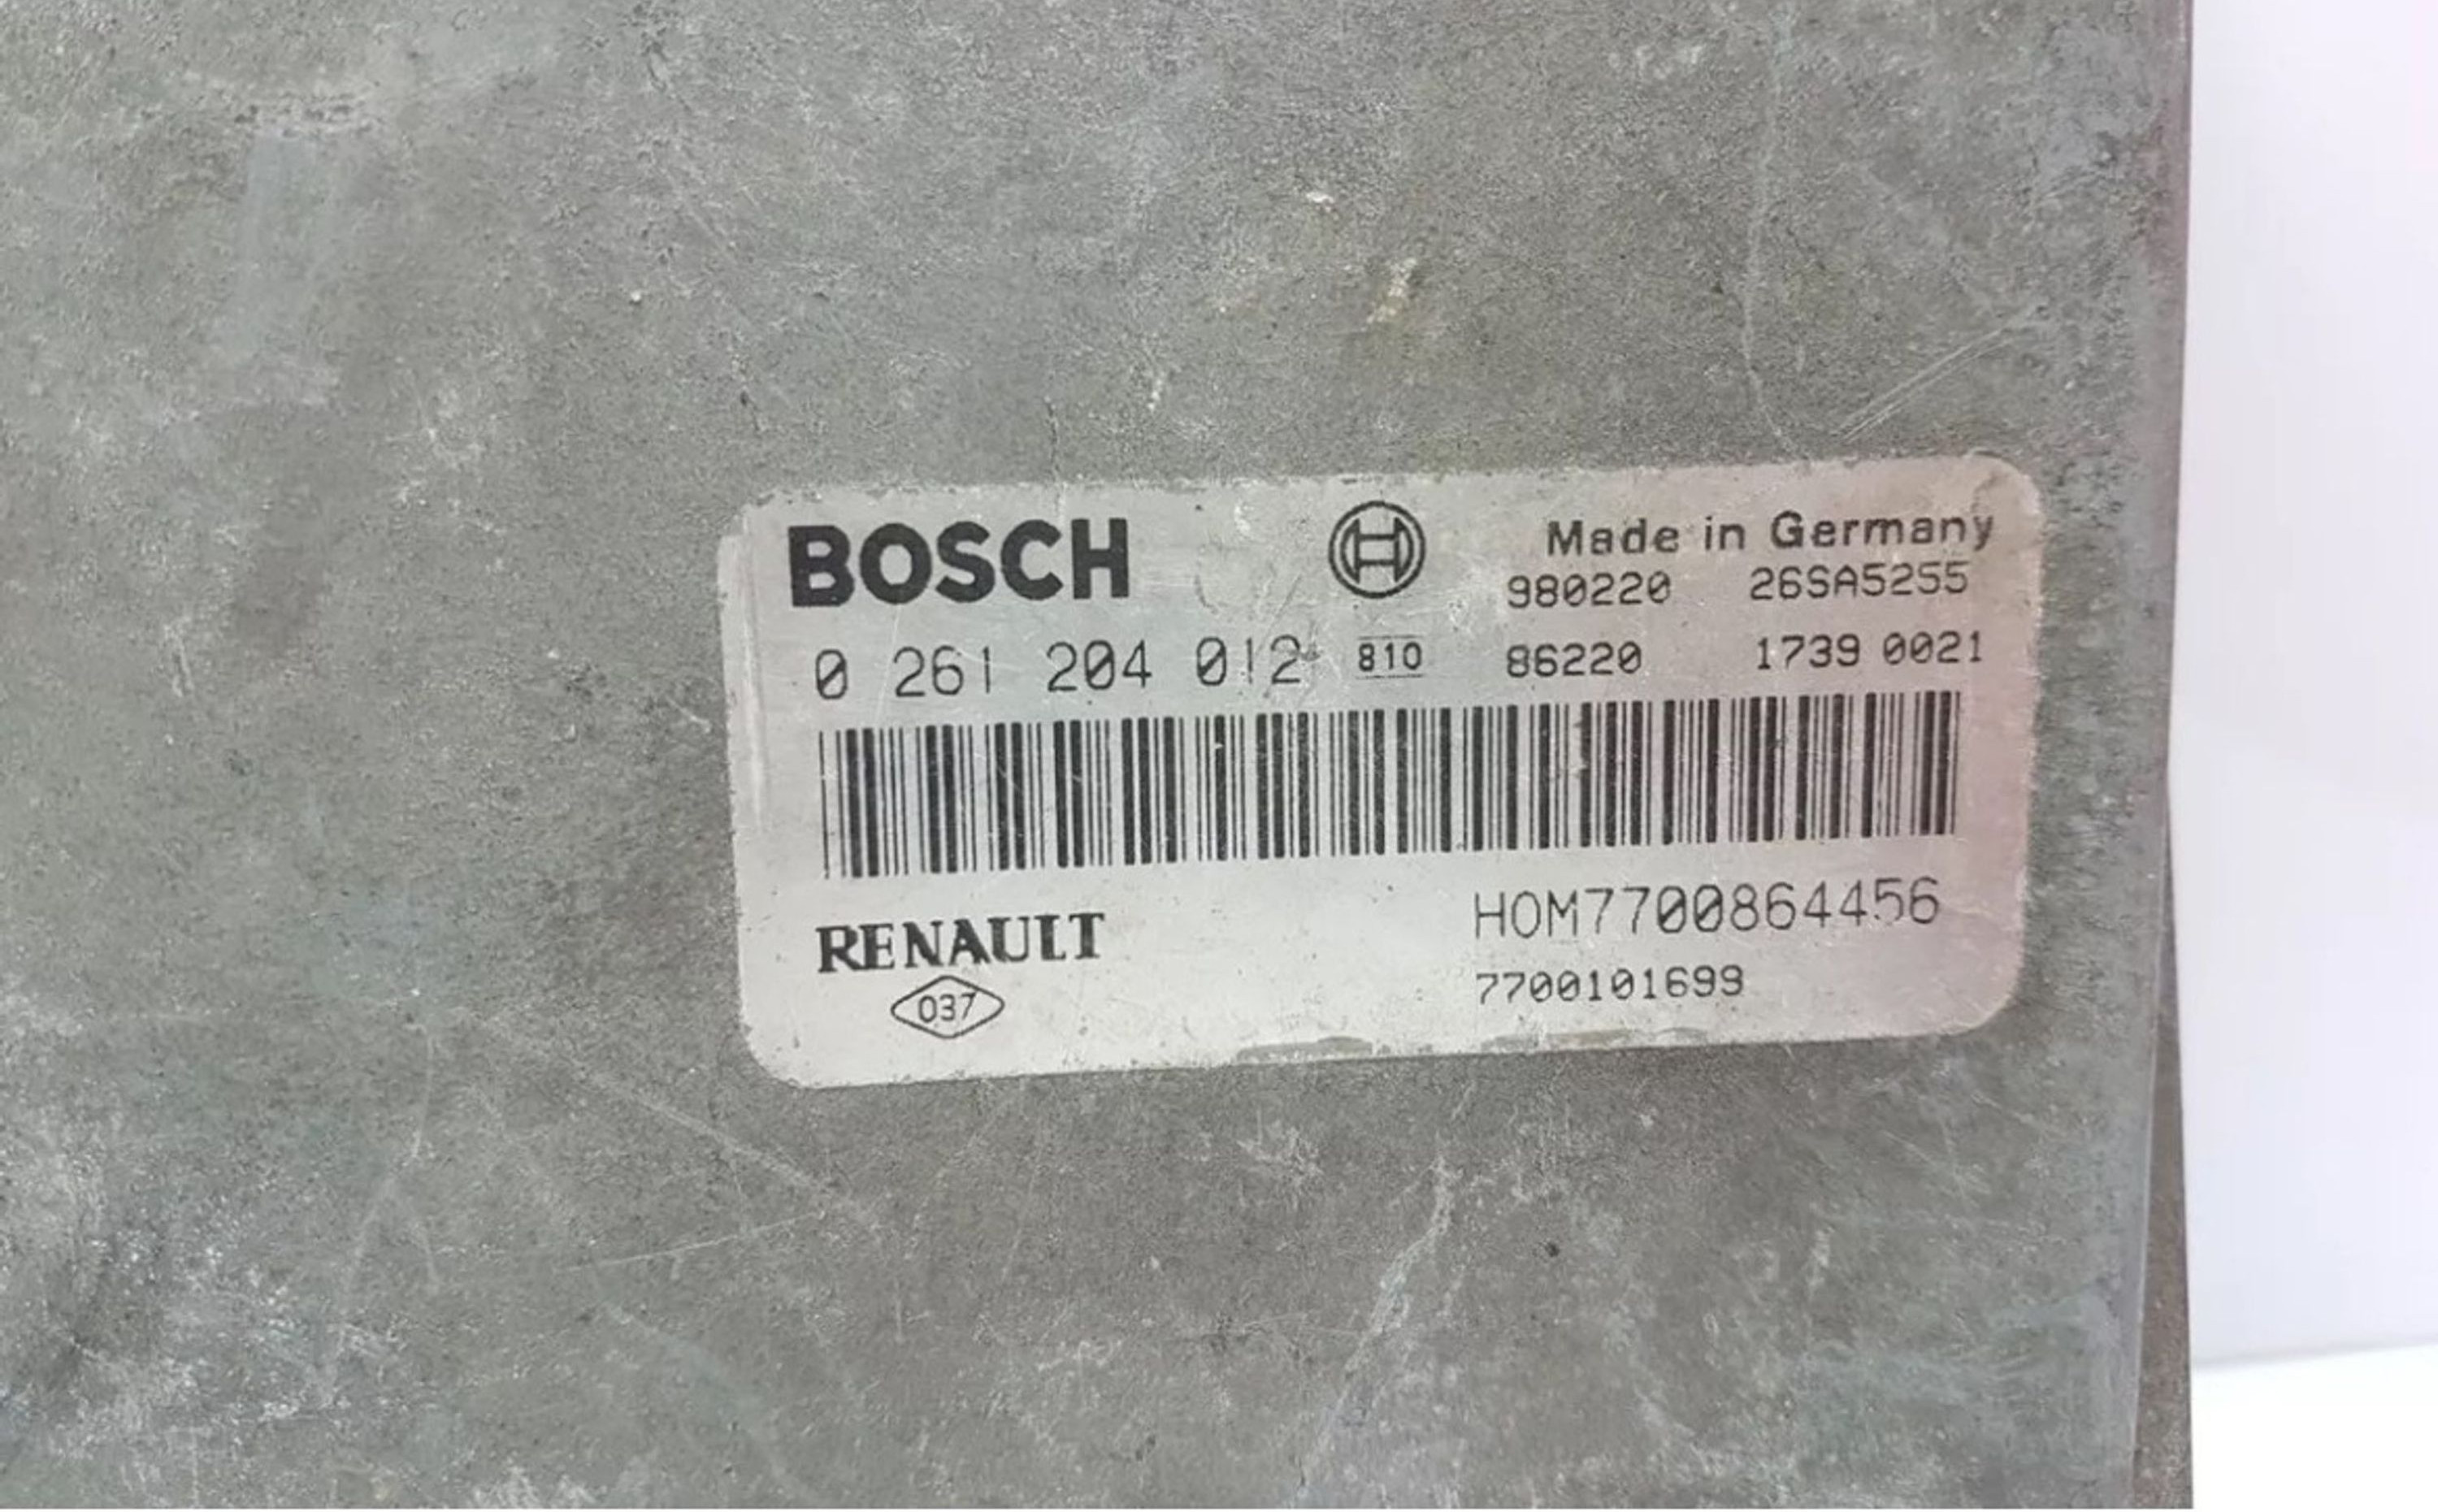 BOSCH Made in Germany
980220 26SA5255
0 261 204 012 810 86220 1739 0021
RENAULT HOM7700864456
037 7700101699